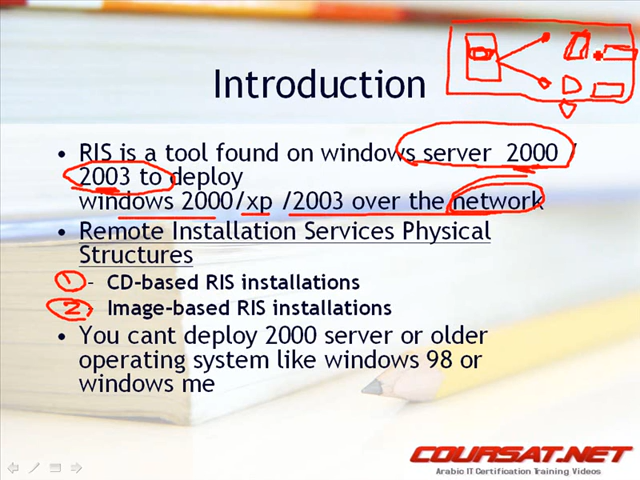 Introduction
• RIS is a tool found on windows server 2000 /
2003 to deploy
windows 2000/xp /2003 over the network
• Remote Installation Services Physical
Structures
1 – CD-based RIS installations
2 – Image-based RIS installations
• You cant deploy 2000 server or older
operating system like windows 98 or
windows me
COURSAT.NET
Arabic IT Certification Training Videos